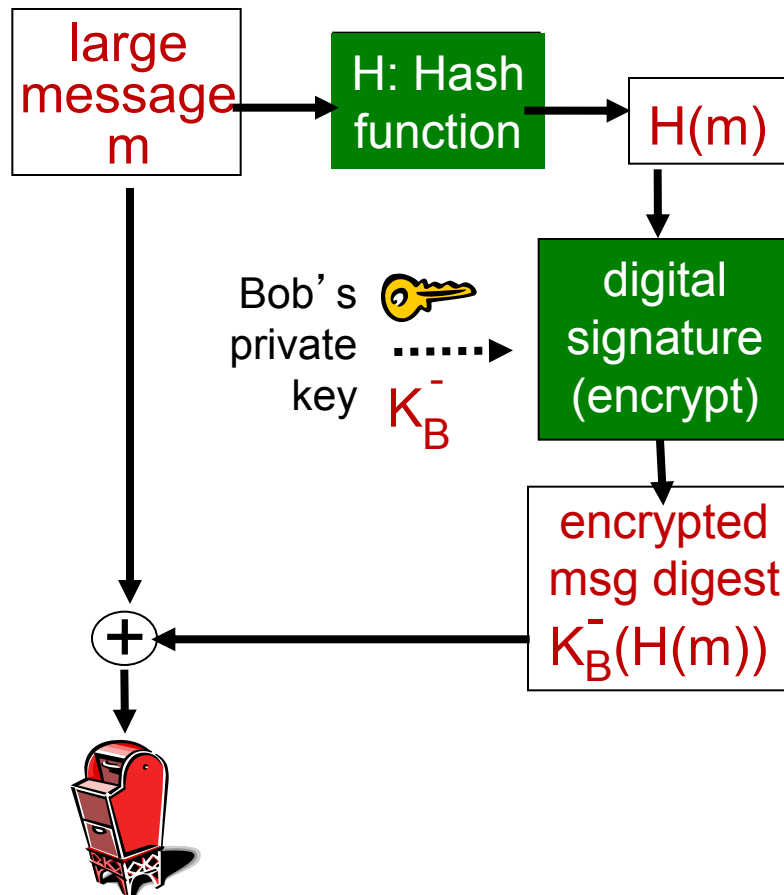 large
message
m
H: Hash
function
H(m)
Bob's
private
key
K_B^-
digital
signature
(encrypt)
encrypted
msg digest
K_B^-(H(m))
+